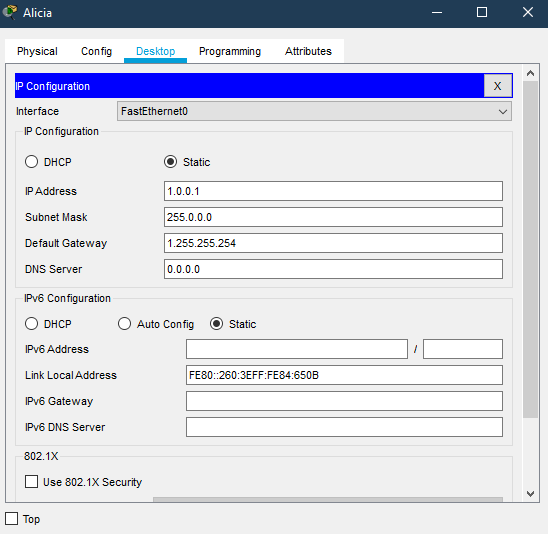 Alicia
Physical Config Desktop Programming Attributes
IP Configuration X
Interface FastEthernet0
IP Configuration
DHCP Static
IP Address 1.0.0.1
Subnet Mask 255.0.0.0
Default Gateway 1.255.255.254
DNS Server 0.0.0.0
IPv6 Configuration
DHCP Auto Config Static
IPv6 Address /
Link Local Address FE80::260:3EFF:FE84:650B
IPv6 Gateway
IPv6 DNS Server
802.1X
Use 802.1X Security
Top